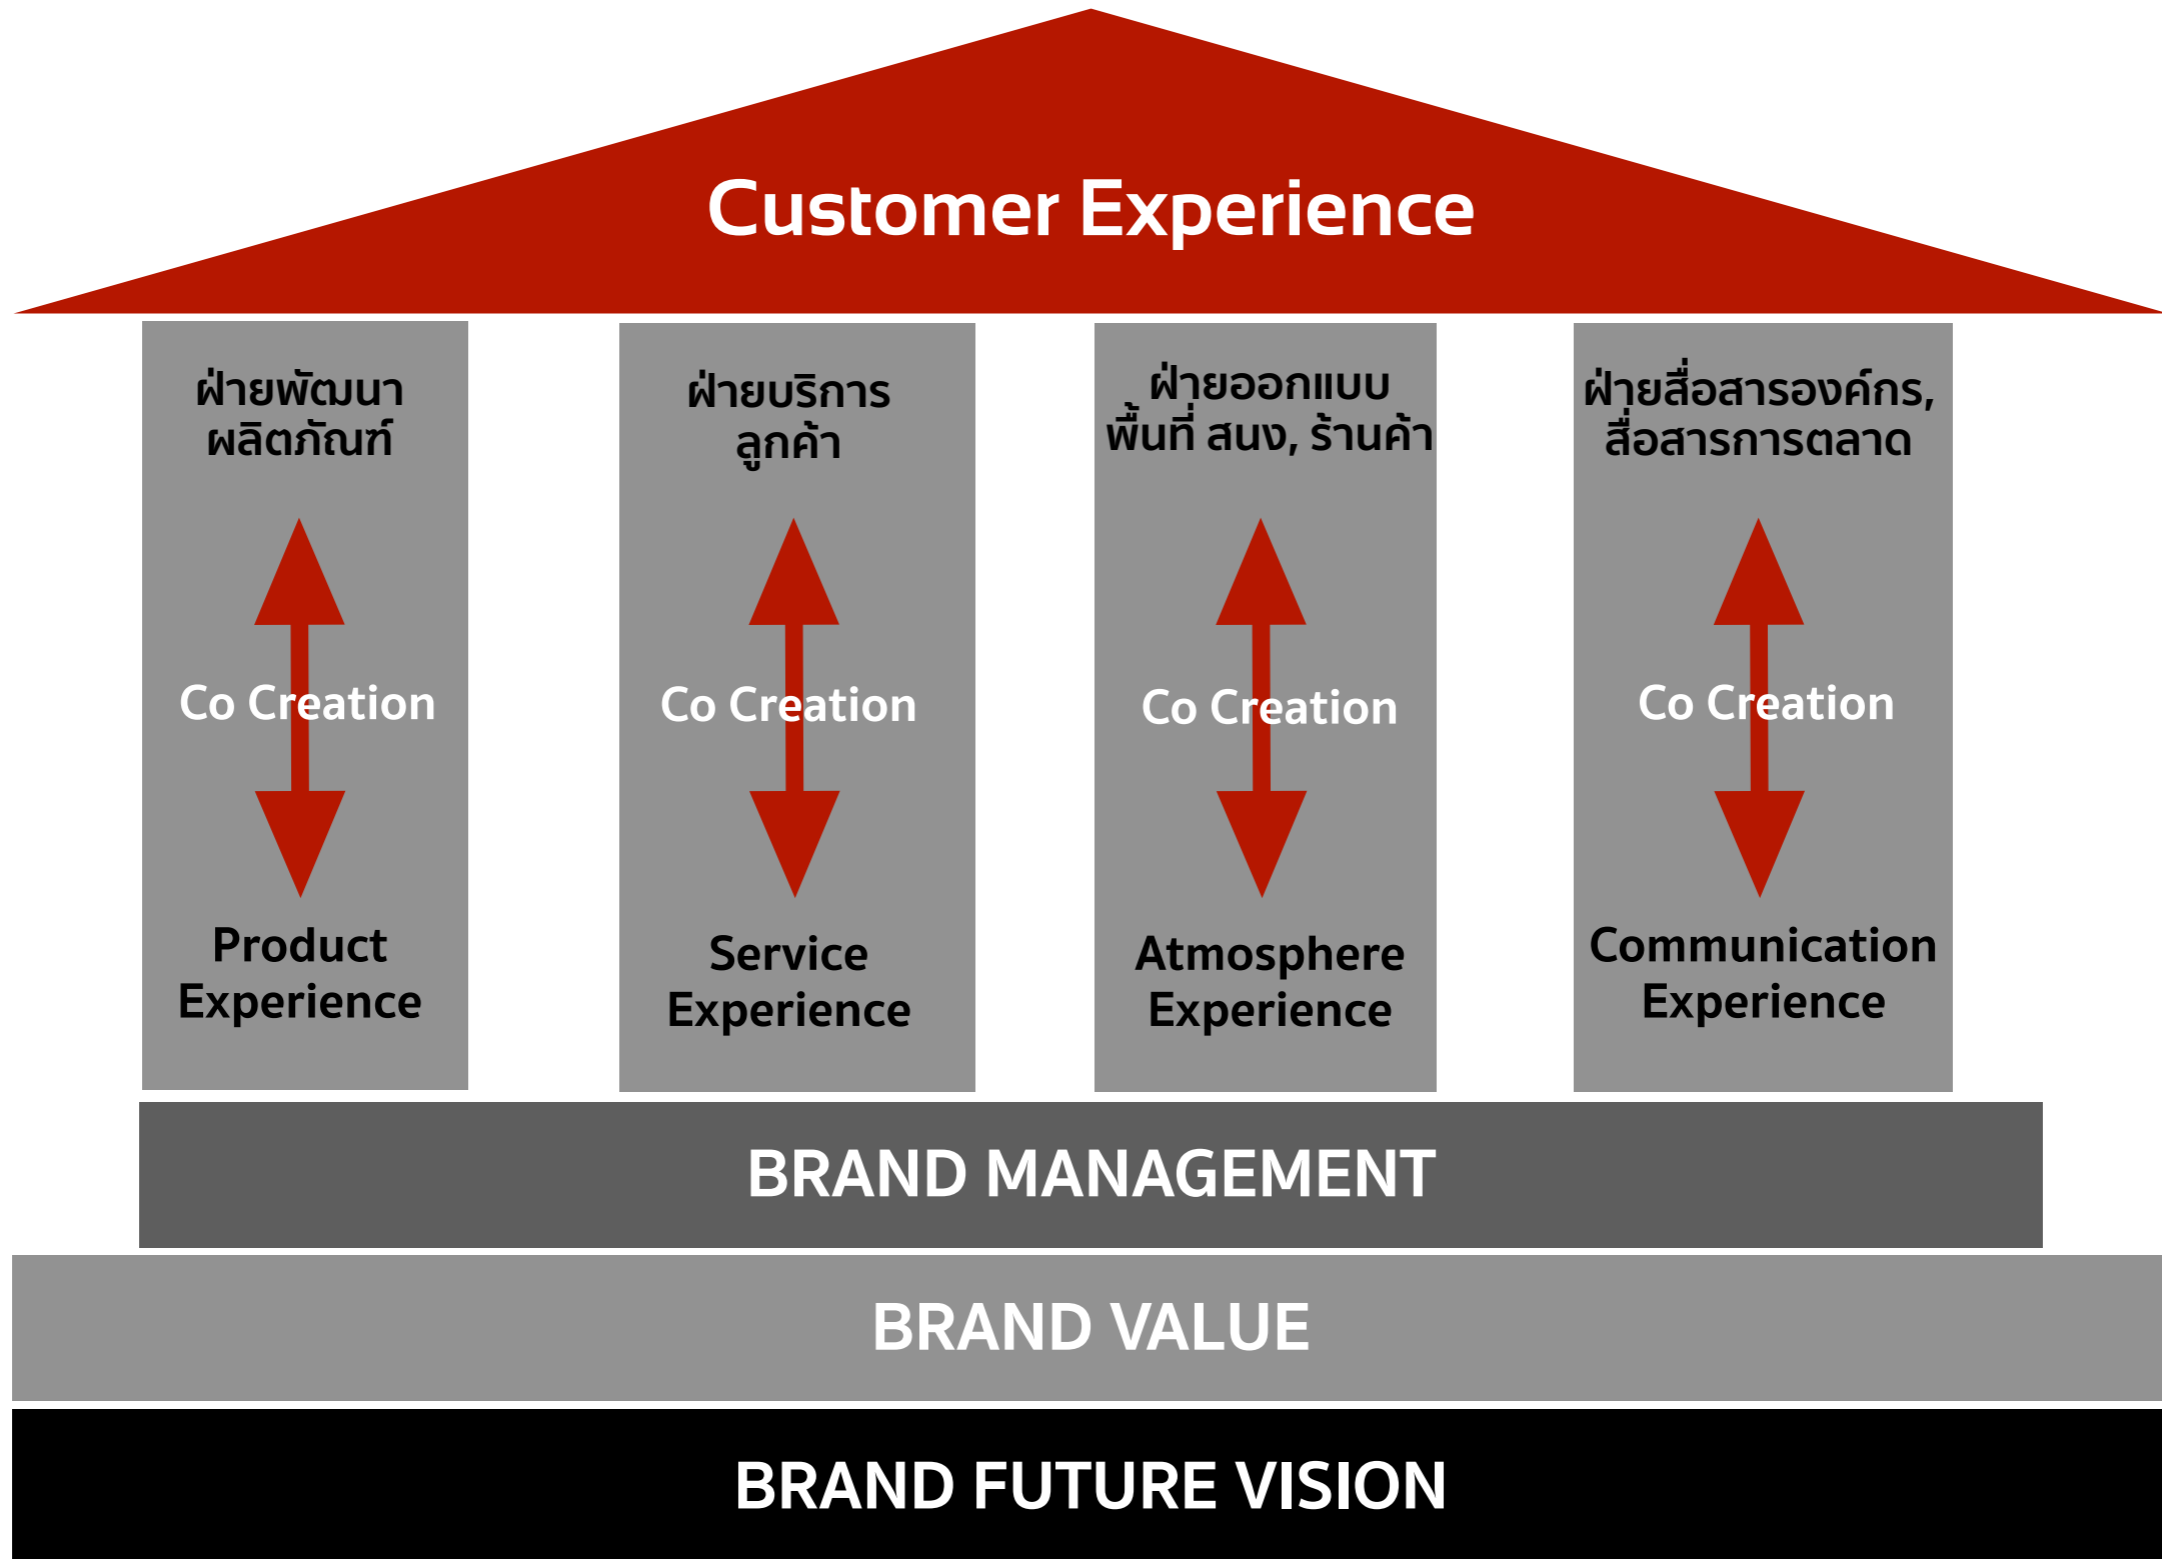 Customer Experience
ฝ่ายพัฒนา
ผลิตภัณฑ์
Co Creation
Product
Experience
ฝ่ายบริการ
ลูกค้า
Co Creation
Service
Experience
ฝ่ายออกแบบ
พื้นที่ สนง, ร้านค้า
Co Creation
Atmosphere
Experience
ฝ่ายสื่อสารองค์กร,
สื่อสารการตลาด
Co Creation
Communication
Experience
BRAND MANAGEMENT
BRAND VALUE
BRAND FUTURE VISION